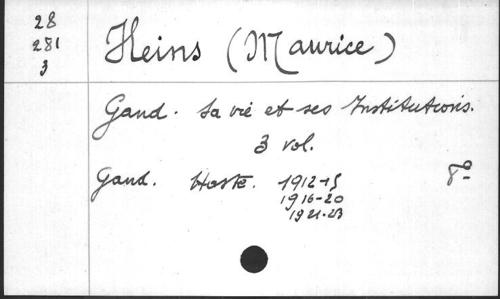 28
281
3
Heins (Maurice)
Gand. Sa vie et ses Institutions.
3 vol.
Gand. Hoste. 1912-15 8°
1916-20
1921-23